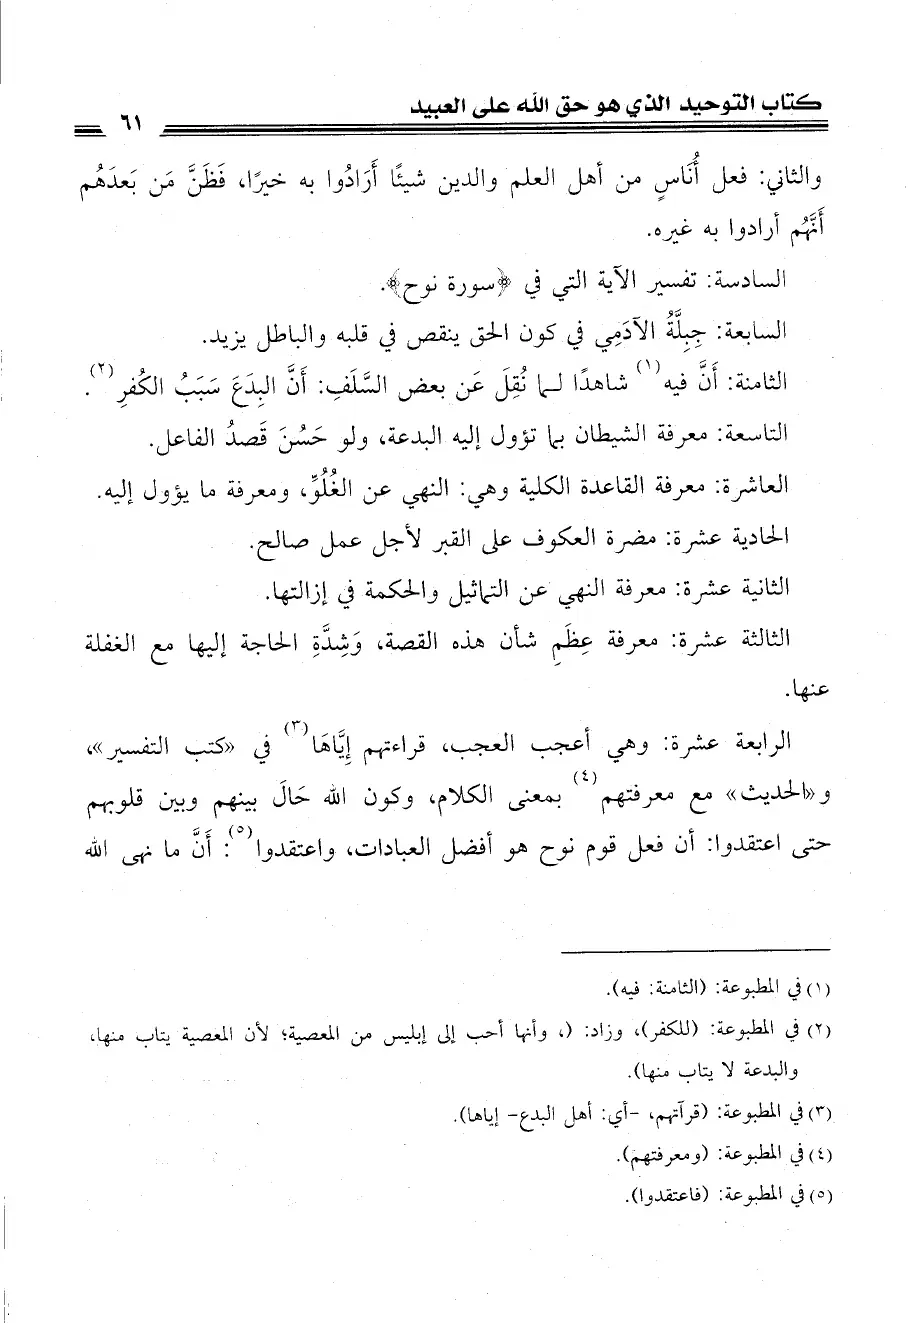 كتاب التوحيد الذي هو حق الله على العبيد
٦١
والثاني: فعل أُنَاسٍ من أهل العلم والدين شيئًا أَرَادُوا به خيرًا، فَظَنَّ مَن بَعدَهُم
أَنَّهُم أرادوا به غيره.
السادسة: تفسير الآية التي في ﴿سورة نوح﴾.
السابعة: جِبِلَّةُ الآدَمِي في كون الحق ينقص في قلبه والباطل يزيد.
الثامنة: أَنَّ فيه(١) شاهدًا لـما نُقِلَ عَن بعض السَّلَفِ: أَنَّ البِدَعَ سَبَبُ الكُفرِ(٢).
التاسعة: معرفة الشيطان بما تؤول إليه البدعة، ولو حَسُنَ قَصدُ الفاعل.
العاشرة: معرفة القاعدة الكلية وهي: النهي عن الغُلُوِّ، ومعرفة ما يؤول إليه.
الحادية عشرة: مضرة العكوف على القبر لأجل عمل صالح.
الثانية عشرة: معرفة النهي عن التماثيل والحكمة في إزالتها.
الثالثة عشرة: معرفة عِظَمِ شأن هذه القصة، وَشِدَّةِ الحاجة إليها مع الغفلة
عنها.
الرابعة عشرة: وهي أعجب العجب، قراءتهم إِيَّاهَا(٣) في «كتب التفسير»،
و«الحديث» مع معرفتهم(٤) بمعنى الكلام، وكون الله حَالَ بينهم وبين قلوبهم
حتى اعتقدوا: أن فعل قوم نوح هو أفضل العبادات، واعتقدوا(٥): أَنَّ ما نهى الله
(١) في المطبوعة: (الثامنة: فيه).
(٢) في المطبوعة: (للكفر)، وزاد: (، وأنها أحب إلى إبليس من المعصية؛ لأن المعصية يتاب منها،
والبدعة لا يتاب منها).
(٣) في المطبوعة: (قرآتهم، -أي: أهل البدع- إياها).
(٤) في المطبوعة: (ومعرفتهم).
(٥) في المطبوعة: (فاعتقدوا).